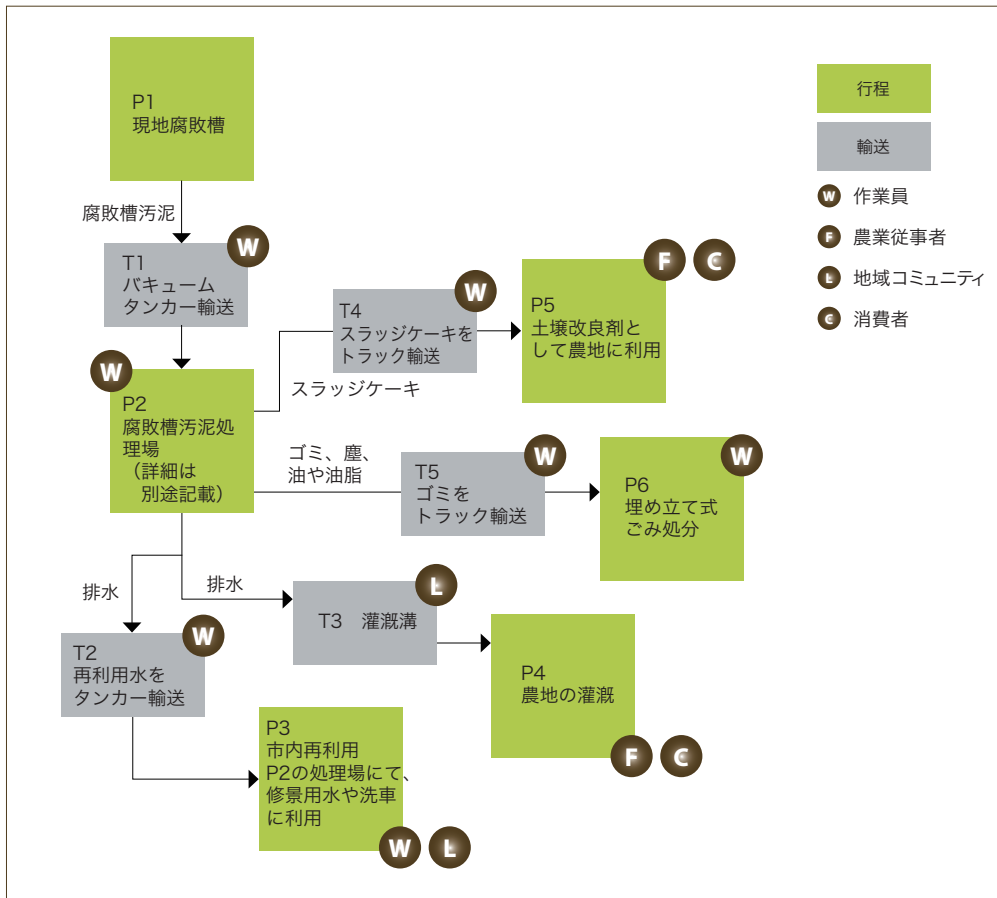 P1
現地腐敗槽
腐敗槽汚泥
W
T1
バキューム
タンカー輸送
W
P2
腐敗槽汚泥処
理場
（詳細は
別途記載）
W
T4
スラッジケーキを
トラック輸送
スラッジケーキ
F C
P5
土壌改良剤と
して農地に利用
ゴミ、塵、
油や油脂
W
T5
ゴミを
トラック輸送
W
P6
埋め立て式
ごみ処分
排水
排水
L
T3 灌漑溝
W
T2
再利用水を
タンカー輸送
P4
農地の灌漑
F C
P3
市内再利用
P2の処理場にて、
修景用水や洗車
に利用
W L
行程
輸送
W 作業員
F 農業従事者
L 地域コミュニティ
C 消費者